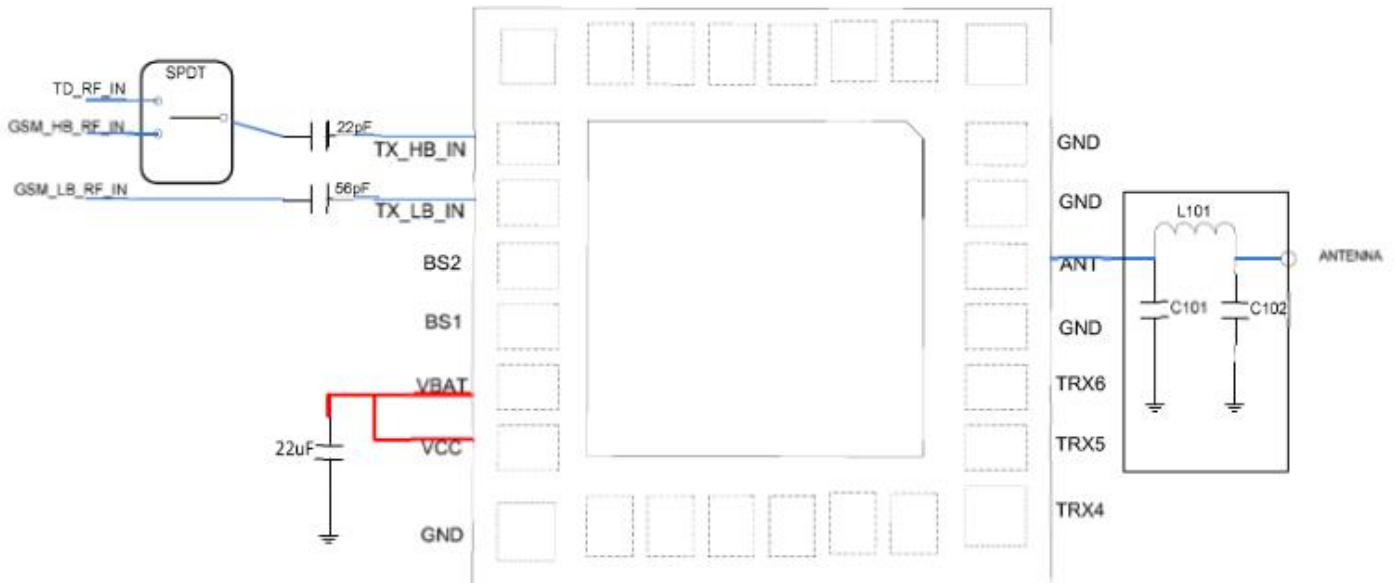 SPDT
TD_RF_IN
GSM_HB_RF_IN
22pF
TX_HB_IN
GSM_LB_RF_IN
56pF
TX_LB_IN
BS2
BS1
VBAT
VCC
22uF
GND
GND
GND
ANT
GND
TRX6
TRX5
TRX4
L101
C101
C102
ANTENNA